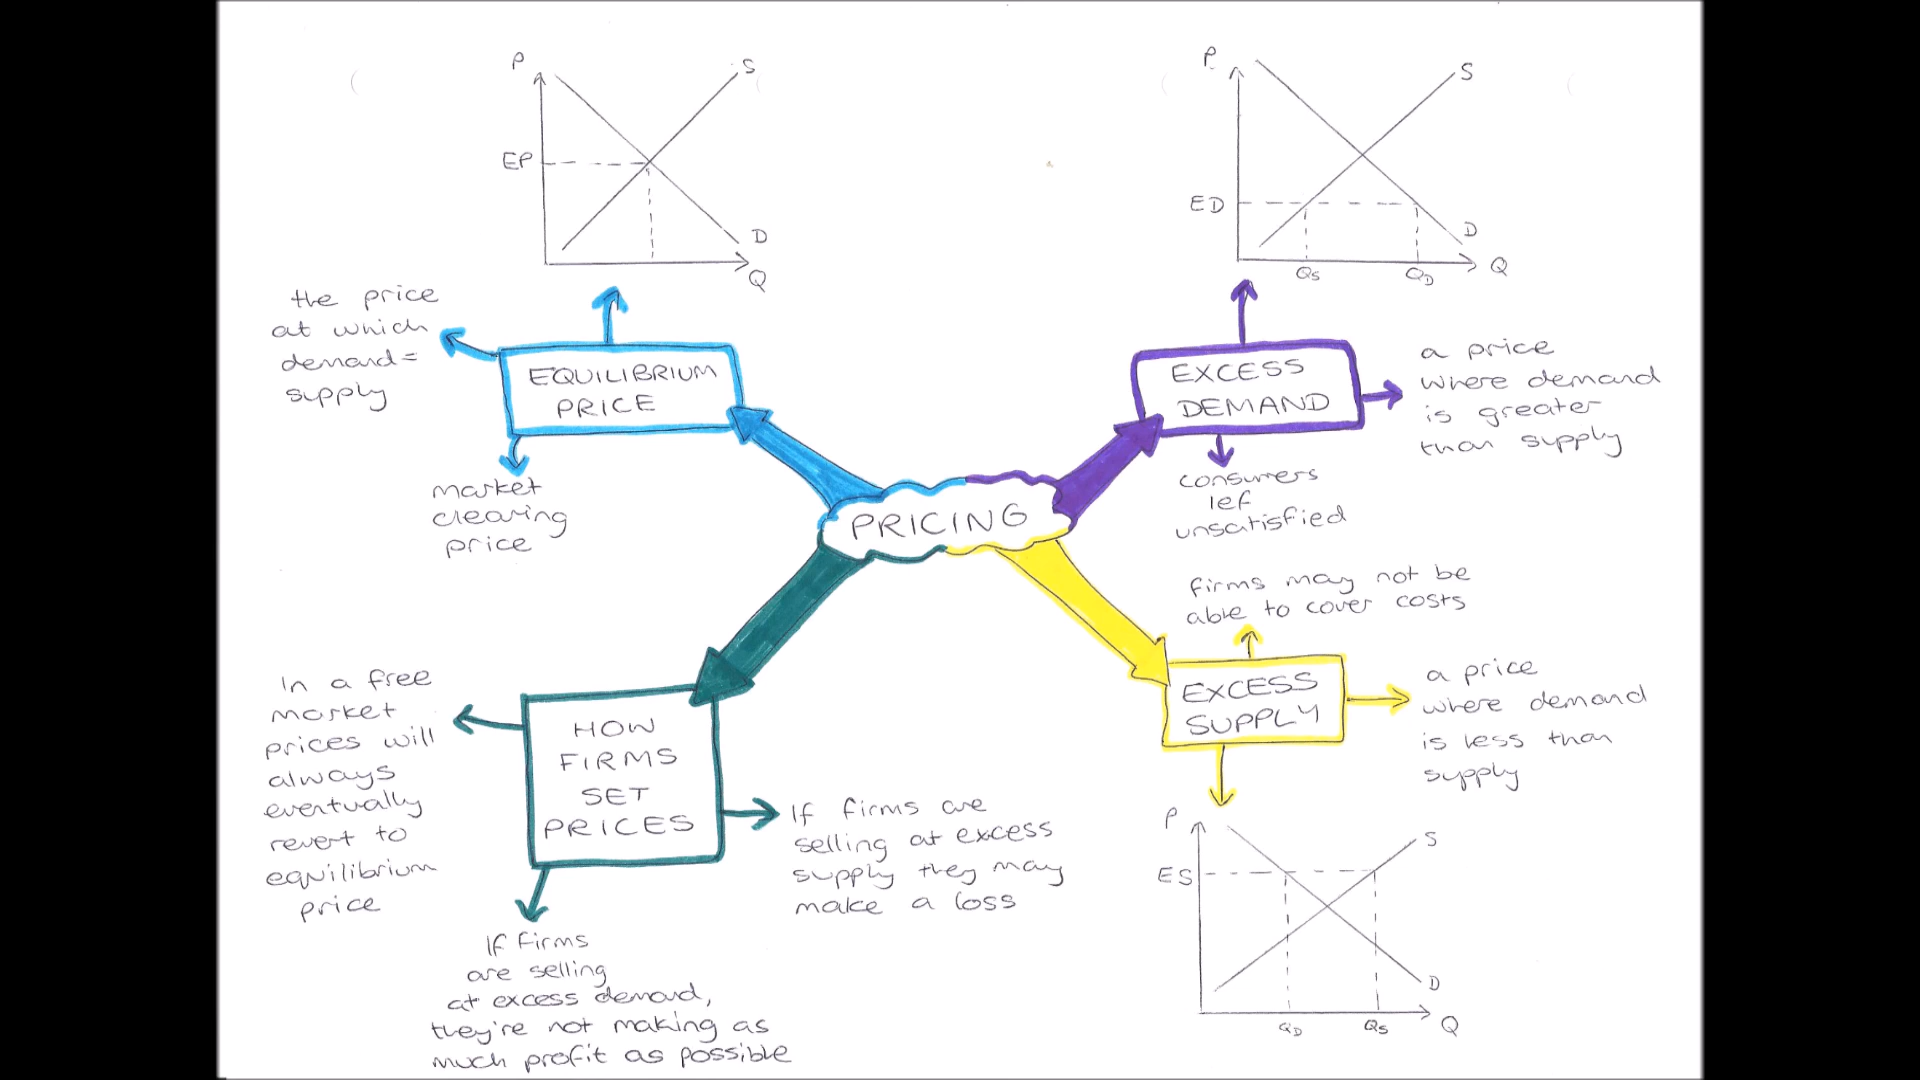 P
S
EP
D
Q
the price
at which
demand=
supply
EQUILIBRIUM
PRICE
market
clearing
price
P
S
ED
D
Qs
QD
Q
EXCESS
DEMAND
a price
where demand
is greater
than supply
consumers
lef
unsatisfied
PRICING
firms may not be
able to cover costs
EXCESS
SUPPLY
a price
where demand
is less than
supply
P
S
ES
D
QD
Qs
Q
In a free
market
prices will
always
eventually
revert to
equilibrium
price
HOW
FIRMS
SET
PRICES
If firms are
selling at excess
supply they may
make a loss
If firms
are selling
at excess demand,
they're not making as
much profit as possible